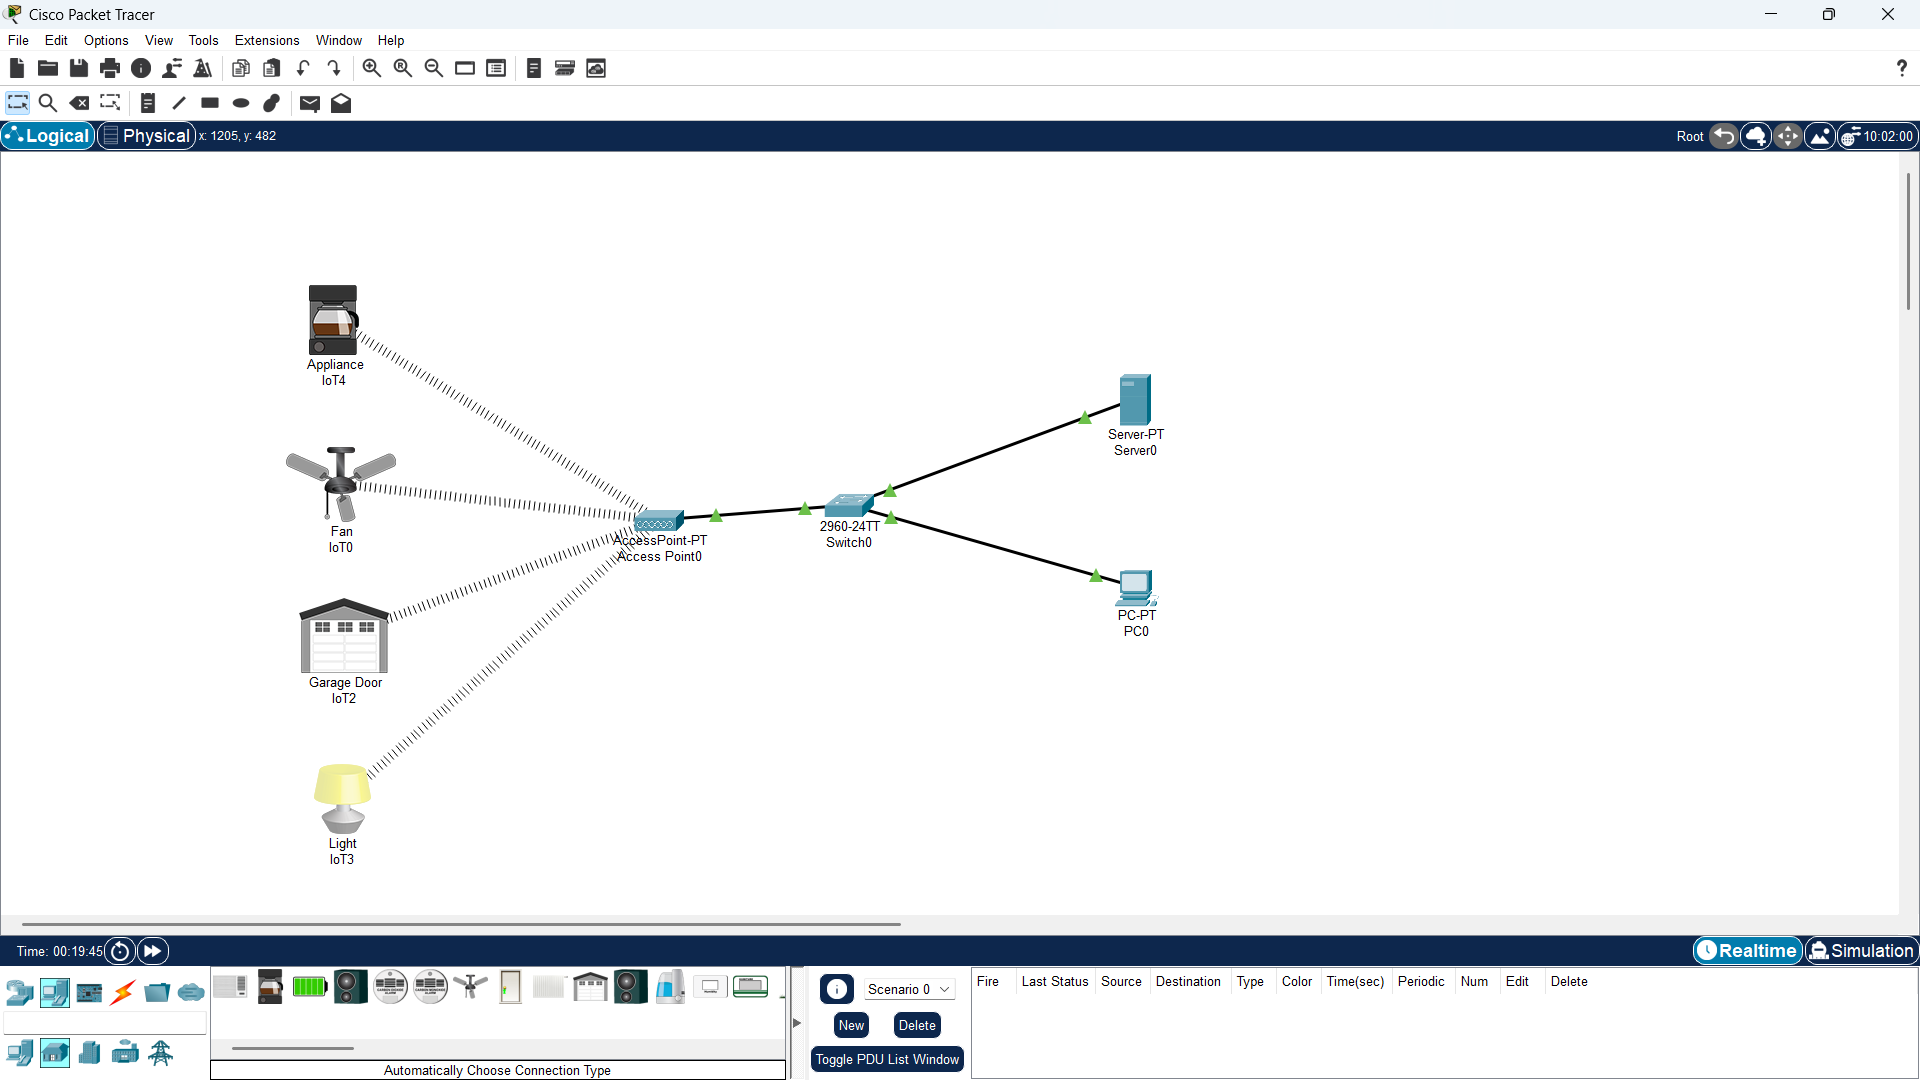 Cisco Packet Tracer
File Edit Options View Tools Extensions Window Help
?
Logical Physical x: 1205, y: 482 Root 10:02:00
Appliance
IoT4
Fan
IoT0
Garage Door
IoT2
Light
IoT3
AccessPoint-PT
Access Point0
2960-24TT
Switch0
Server-PT
Server0
PC-PT
PC0
Time: 00:19:45 Realtime Simulation
Scenario 0
New Delete
Toggle PDU List Window
Fire Last Status Source Destination Type Color Time(sec) Periodic Num Edit Delete
Automatically Choose Connection Type